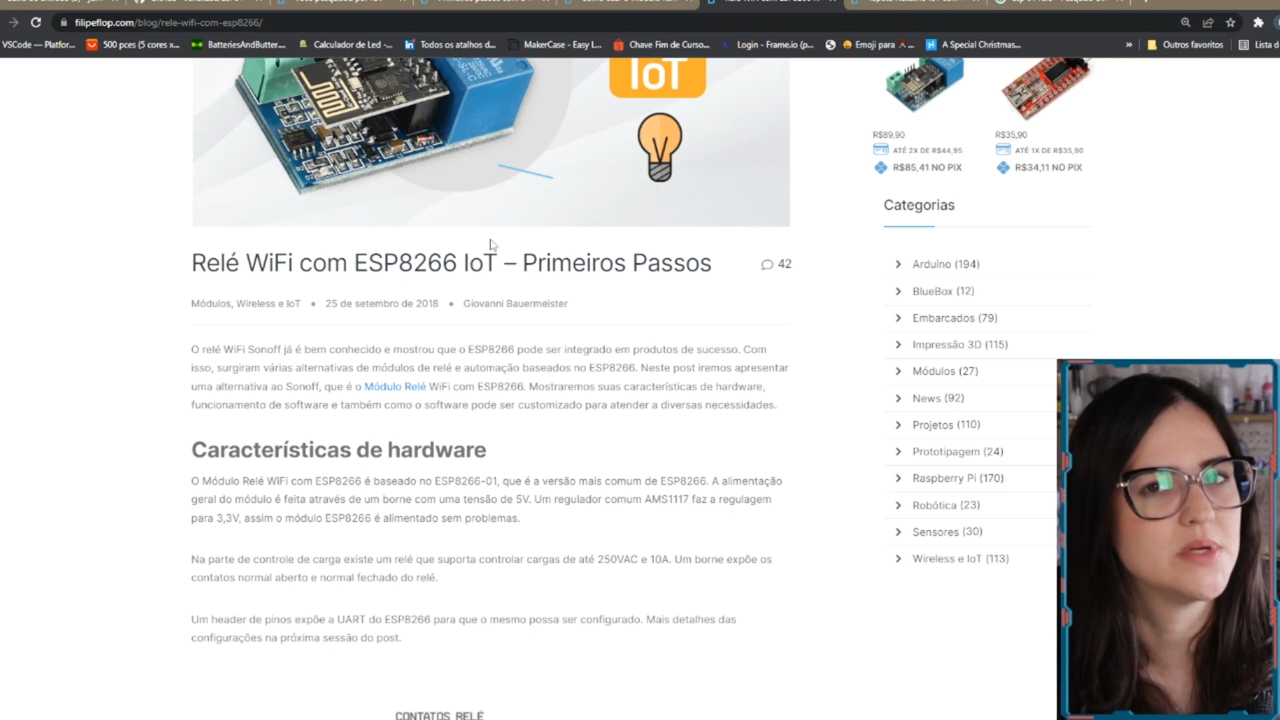 filipeflop.com/blog/rele-wifi-com-esp8266/
VSCode — Platfor...
500 pces (5 cores x...
BatteriesAndButter...
Calculador de Led -...
Todos os atalhos d...
MakerCase - Easy L...
Chave Fim de Curso...
Login - Frame.io (p...
Emoji para
A Special Christmas...
»
Outros favoritos
Lista d
IoT
R$89,90
R$35,90
ATÉ 2X DE R$44,95
ATÉ 1X DE R$35,90
R$85,41 NO PIX
R$34,11 NO PIX
Relé WiFi com ESP8266 IoT – Primeiros Passos
42
Módulos, Wireless e IoT • 25 de setembro de 2018 • Giovanni Bauermeister
O relé WiFi Sonoff já é bem conhecido e mostrou que o ESP8266 pode ser integrado em produtos de sucesso. Com
isso, surgiram várias alternativas de módulos de relé e automação baseados no ESP8266. Neste post iremos apresentar
uma alternativa ao Sonoff, que é o Módulo Relé WiFi com ESP8266. Mostraremos suas características de hardware,
funcionamento de software e também como o software pode ser customizado para atender a diversas necessidades.
Características de hardware
O Módulo Relé WiFi com ESP8266 é baseado no ESP8266-01, que é a versão mais comum de ESP8266. A alimentação
geral do módulo é feita através de um borne com uma tensão de 5V. Um regulador comum AMS1117 faz a regulagem
para 3,3V, assim o módulo ESP8266 é alimentado sem problemas.
Na parte de controle de carga existe um relé que suporta controlar cargas de até 250VAC e 10A. Um borne expõe os
contatos normal aberto e normal fechado do relé.
Um header de pinos expõe a UART do ESP8266 para que o mesmo possa ser configurado. Mais detalhes das
configurações na próxima sessão do post.
CONTATOS RELÉ
Categorias
Arduino (194)
BlueBox (12)
Embarcados (79)
Impressão 3D (115)
Módulos (27)
News (92)
Projetos (110)
Prototipagem (24)
Raspberry Pi (170)
Robótica (23)
Sensores (30)
Wireless e IoT (113)